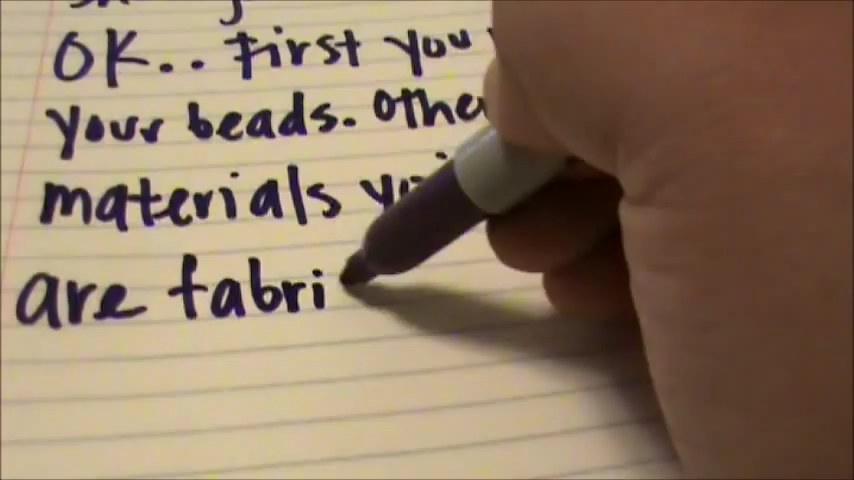 OK.. First you
your beads. Othe
materials
are fabri